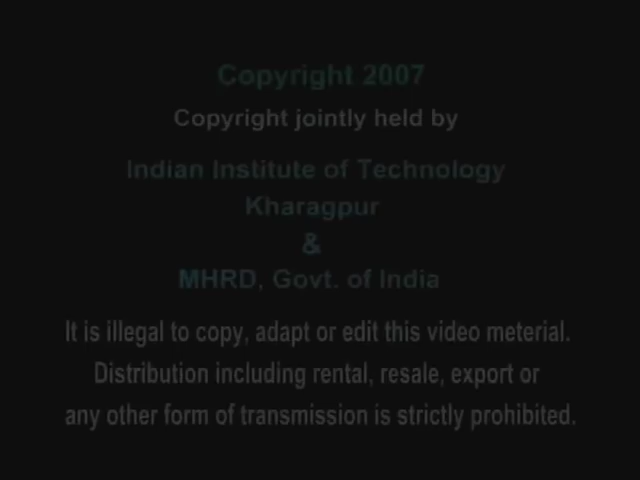 Copyright 2007
Copyright jointly held by
Indian Institute of Technology
Kharagpur
&
MHRD, Govt. of India
It is illegal to copy, adapt or edit this video meterial.
Distribution including rental, resale, export or
any other form of transmission is strictly prohibited.